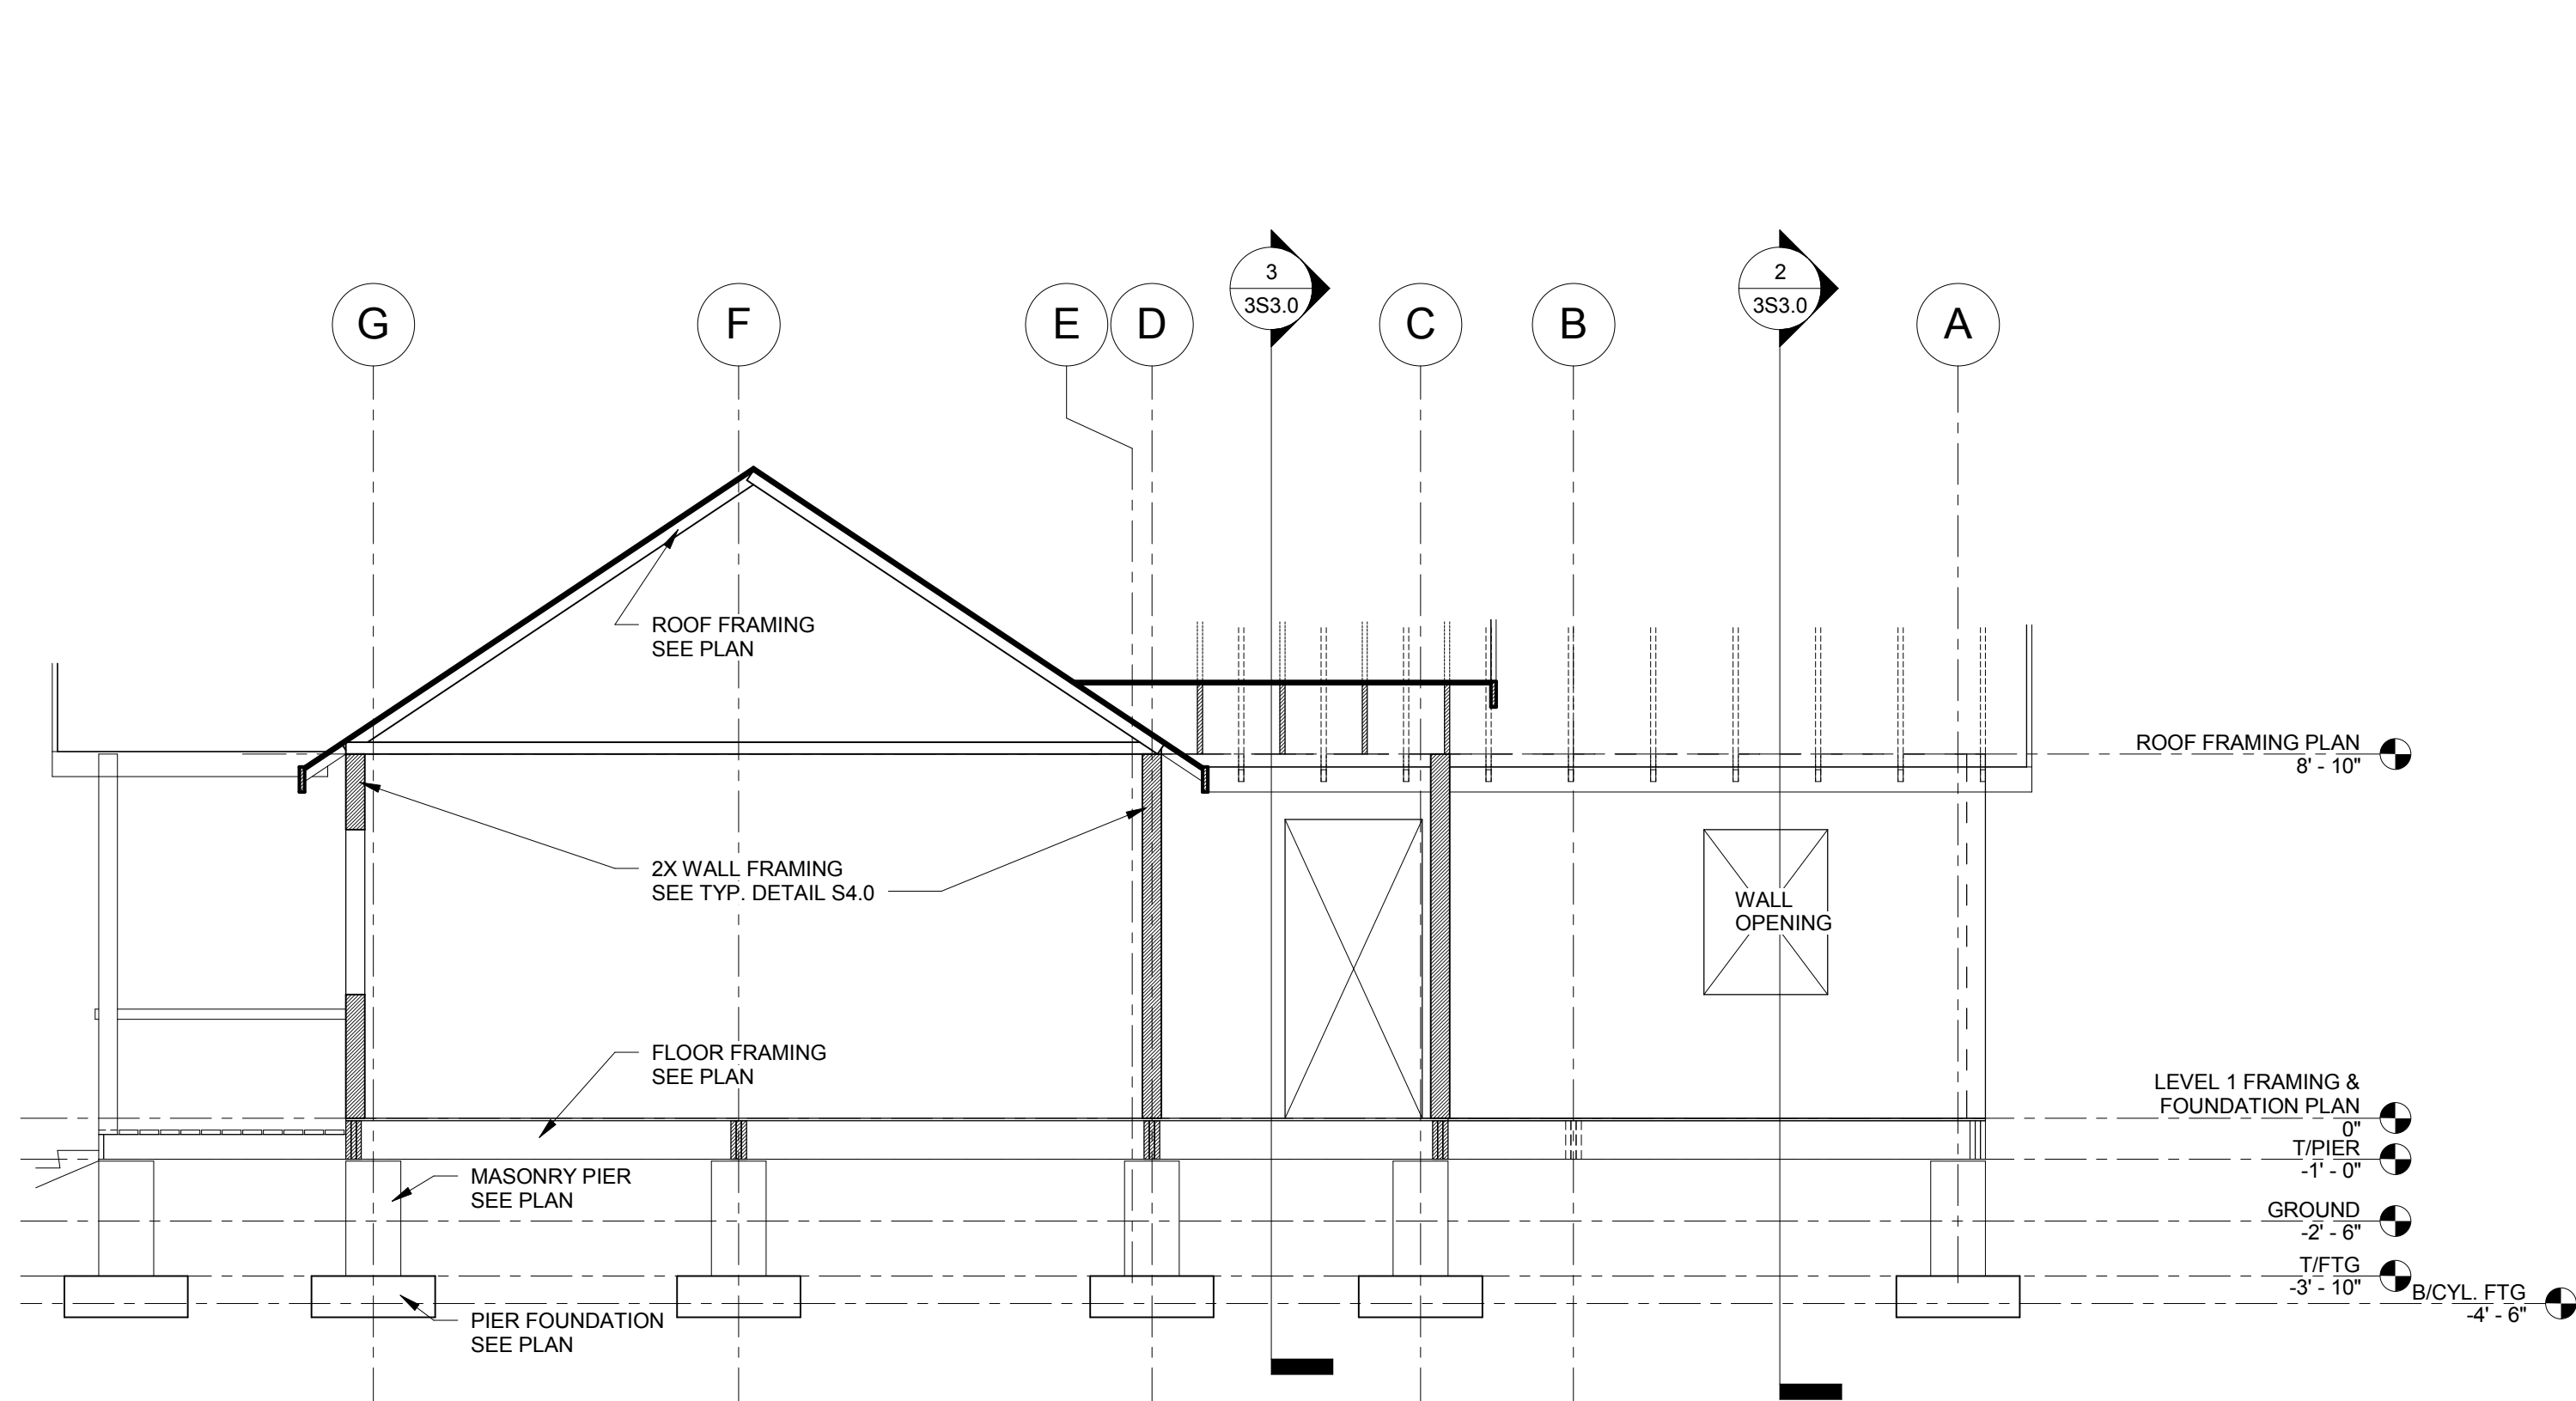 3
3S3.0
2
3S3.0
G
F
E
D
C
B
A
ROOF FRAMING
SEE PLAN
ROOF FRAMING PLAN
8' - 10"
2X WALL FRAMING
SEE TYP. DETAIL S4.0
WALL
OPENING
FLOOR FRAMING
SEE PLAN
LEVEL 1 FRAMING &
FOUNDATION PLAN
0"
T/PIER
-1' - 0"
MASONRY PIER
SEE PLAN
GROUND
-2' - 6"
T/FTG
-3' - 10"
B/CYL. FTG
-4' - 6"
PIER FOUNDATION
SEE PLAN